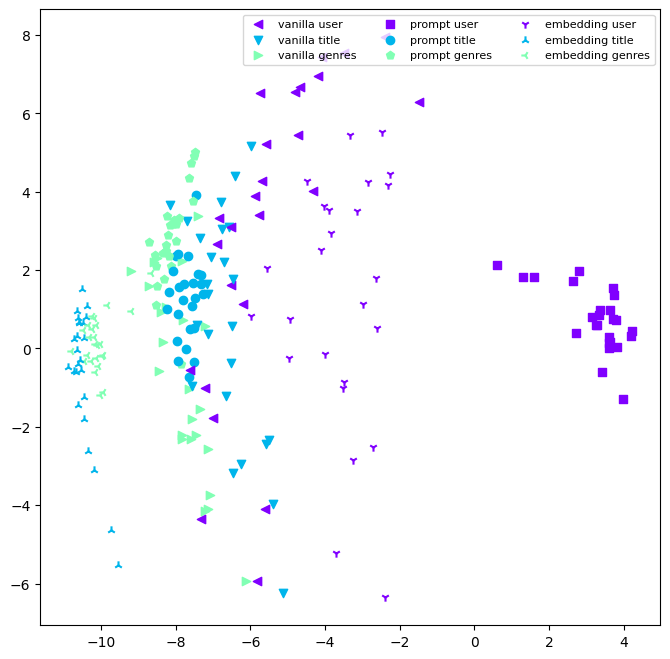 vanilla user prompt user embedding user
vanilla title prompt title embedding title
vanilla genres prompt genres embedding genres
8
6
4
2
0
−2
−4
−6
−10 −8 −6 −4 −2 0 2 4